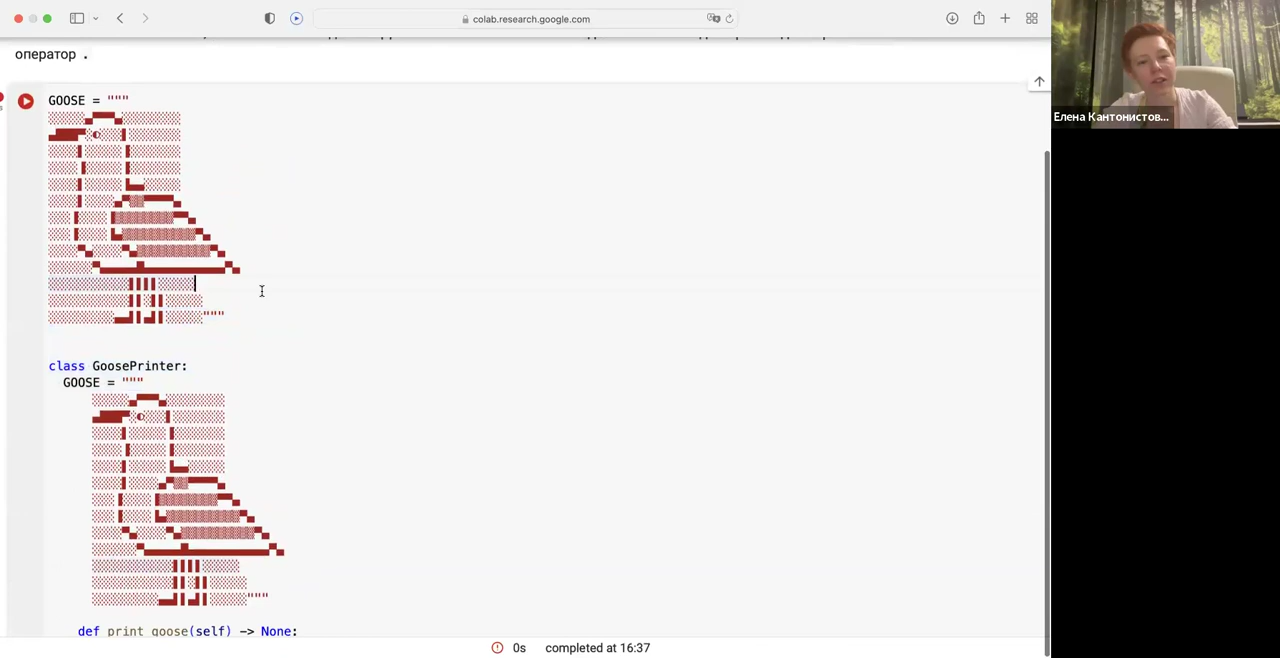 colab.research.google.com
оператор .
GOOSE = """
"""
class GoosePrinter:
GOOSE = """
"""
def print_goose(self) -> None:
0s completed at 16:37
Елена Кантонистов...